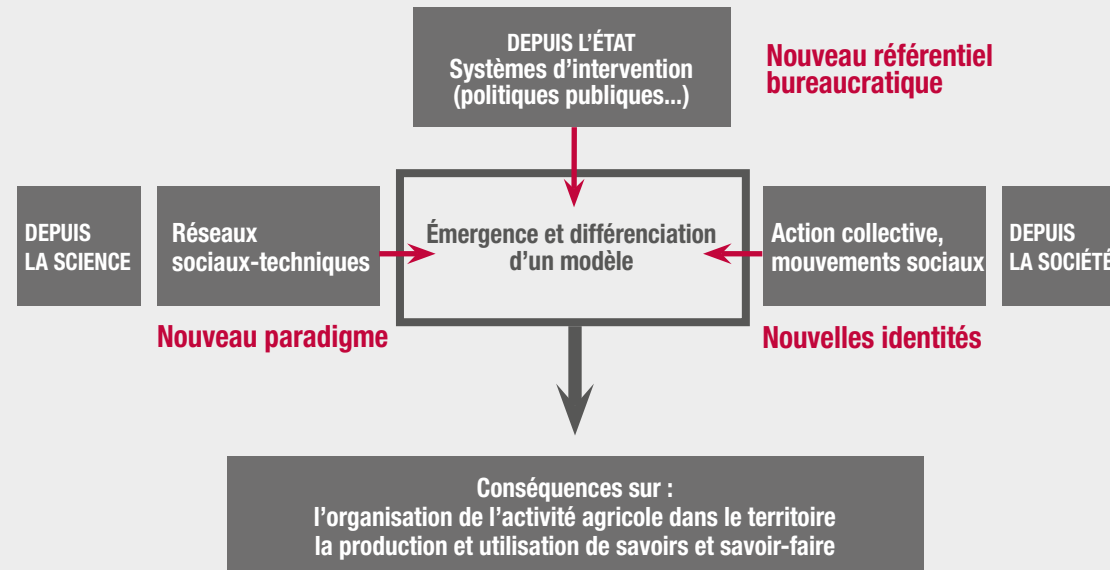 DEPUIS L’ÉTAT
Systèmes d’intervention
(politiques publiques...)
Nouveau référentiel
bureaucratique
DEPUIS
LA SCIENCE
Réseaux
sociaux-techniques
Émergence et différenciation
d’un modèle
Action collective,
mouvements sociaux
DEPUIS
LA SOCIÉTÉ
Nouveau paradigme
Nouvelles identités
Conséquences sur :
l’organisation de l’activité agricole dans le territoire
la production et utilisation de savoirs et savoir-faire